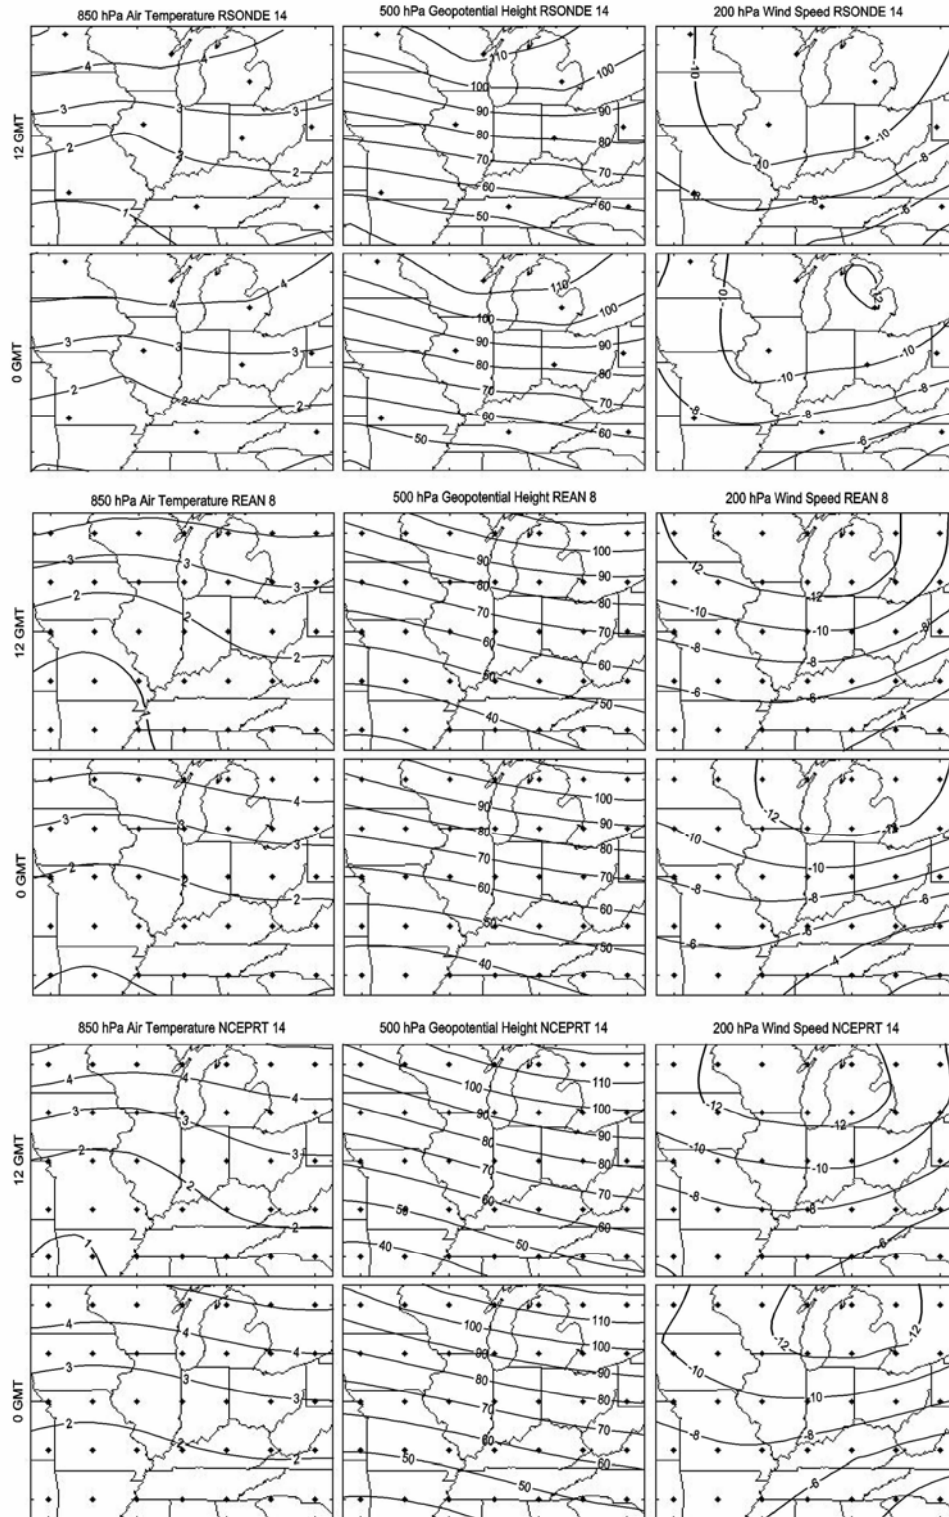 850 hPa Air Temperature RSONDE 14
500 hPa Geopotential Height RSONDE 14
200 hPa Wind Speed RSONDE 14
12 GMT
4 4 3 3 3 2 2 1
110 100 100 90 90 80 80 70 70 60 60 50
-10 -10 -10 -8 -8 -6
0 GMT
4 4 3 3 3 2 2 2
110 100 100 90 90 80 80 70 70 60 60 50
-10 -12 -10 -10 -8 -8 -8 -6
850 hPa Air Temperature REAN 8
500 hPa Geopotential Height REAN 8
200 hPa Wind Speed REAN 8
12 GMT
3 3 3 2 2 2
100 90 90 80 80 70 70 60 60 50 50 40
-12 -12 -10 -10 -8 -8 -8 -6 -6 -4
0 GMT
4 3 3 3 2 2 2
100 90 90 80 80 70 70 60 60 50 50 40
-12 -12 -10 -10 -8 -8 -6 -6 -6 -4
850 hPa Air Temperature NCEPRT 14
500 hPa Geopotential Height NCEPRT 14
200 hPa Wind Speed NCEPRT 14
12 GMT
4 4 4 3 3 3 2 2 2 1
110 100 100 90 90 80 80 70 70 60 60 50 50 40
-12 -12 -10 -10 -8 -8 -6
0 GMT
4 4 4 3 3 3 2 2 2
110 100 100 90 90 80 80 70 70 60 60 50 50
-12 -12 -10 -10 -8 -8 -6